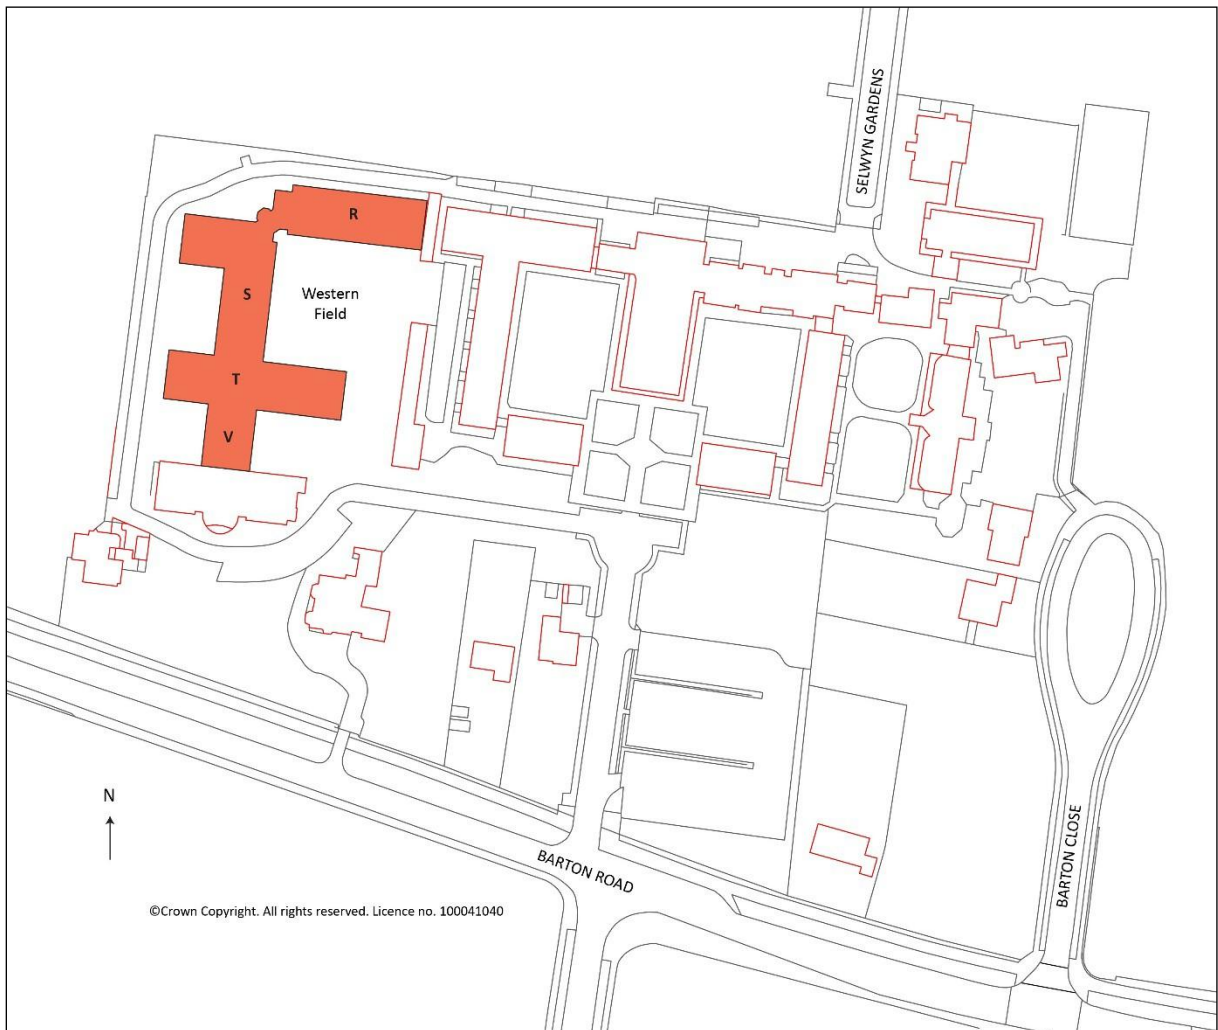 SELWYN GARDENS
R
S
Western
Field
T
V
N
BARTON ROAD
BARTON CLOSE
©Crown Copyright. All rights reserved. Licence no. 100041040